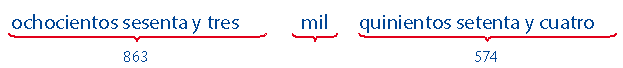 ochocientos sesenta y tres mil quinientos setenta y cuatro
863 574